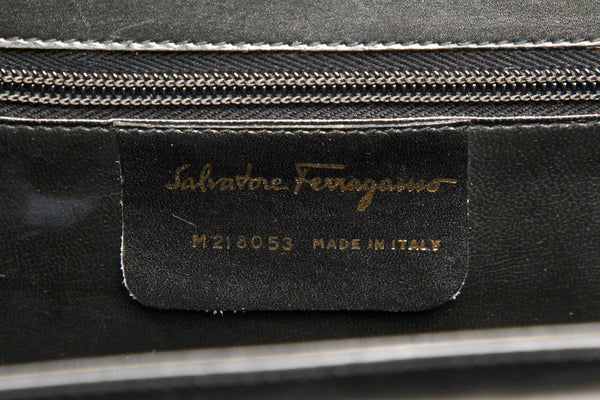 Salvatore Ferragamo
M218053 MADE IN ITALY